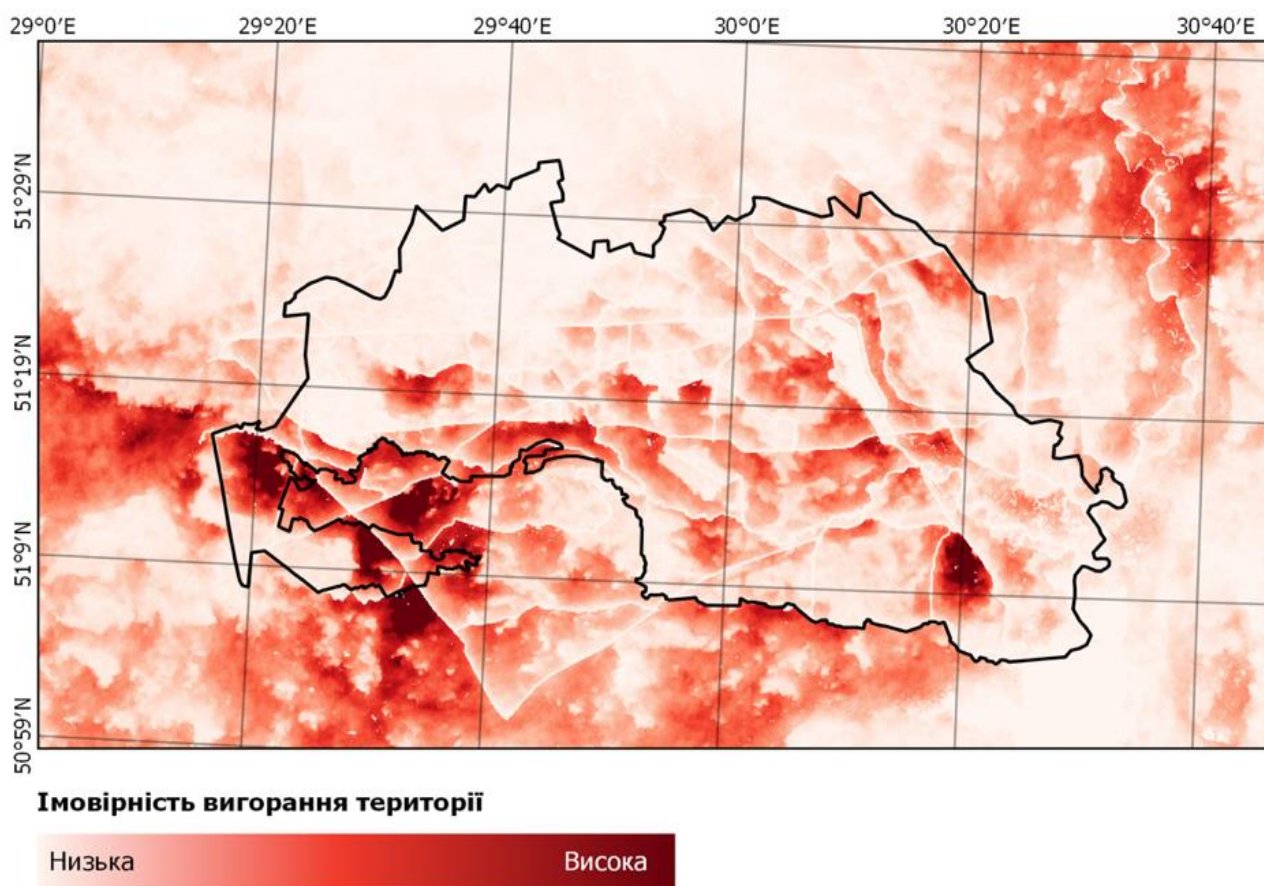 29°0′E 29°20′E 29°40′E 30°0′E 30°20′E 30°40′E
51°29′N
51°19′N
51°9′N
50°59′N
Імовірність вигорання території
Низька Висока